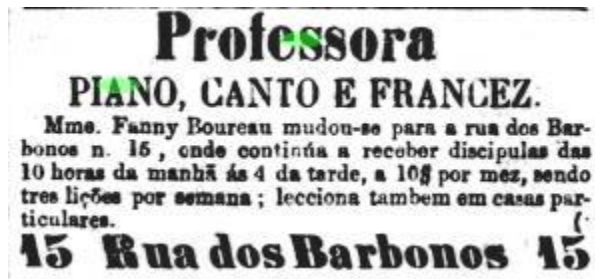 Professora
PIANO, CANTO E FRANCEZ.
Mme. Fanny Boureau mudou-se para a rua dos Bar-
bonos n. 15, onde continúa a receber discipulas das
10 horas da manhã ás 4 da tarde, a 10$ por mez, sendo
tres lições por semana; lecciona tambem em casas par-
ticulares. (·
15 Rua dos Barbonos 15